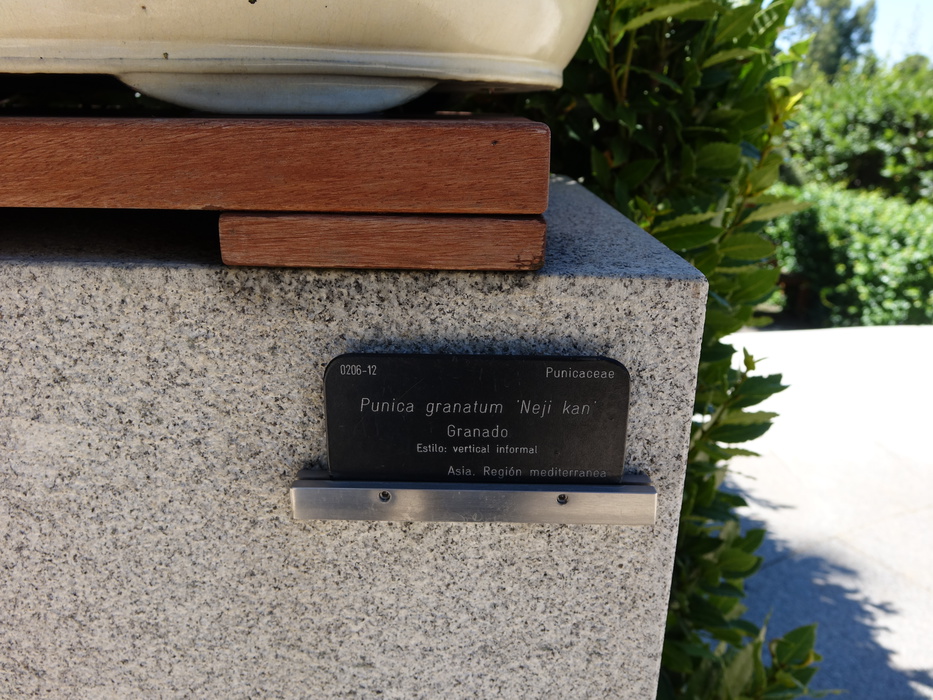 0206-12 Punicaceae
Punica granatum 'Neji kan'
Granado
Estilo: vertical informal
Asia, Región mediterranea